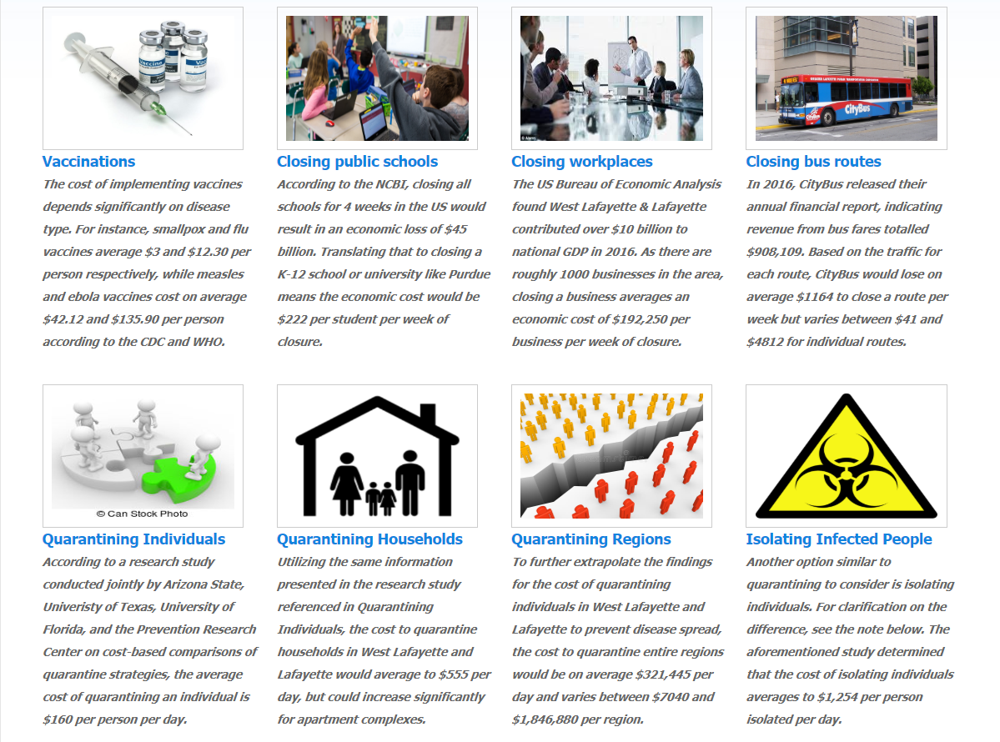 Vaccine
Vaccine
CityBus
© Can Stock Photo
Vaccinations
The cost of implementing vaccines
depends significantly on disease
type. For instance, smallpox and flu
vaccines average $3 and $12.30 per
person respectively, while measles
and ebola vaccines cost on average
$42.12 and $135.90 per person
according to the CDC and WHO.
Closing public schools
According to the NCBI, closing all
schools for 4 weeks in the US would
result in an economic loss of $45
billion. Translating that to closing a
K-12 school or university like Purdue
means the economic cost would be
$222 per student per week of
closure.
Closing workplaces
The US Bureau of Economic Analysis
found West Lafayette & Lafayette
contributed over $10 billion to
national GDP in 2016. As there are
roughly 1000 businesses in the area,
closing a business averages an
economic cost of $192,250 per
business per week of closure.
Closing bus routes
In 2016, CityBus released their
annual financial report, indicating
revenue from bus fares totalled
$908,109. Based on the traffic for
each route, CityBus would lose on
average $1164 to close a route per
week but varies between $41 and
$4812 for individual routes.
Quarantining Individuals
According to a research study
conducted jointly by Arizona State,
Univeristy of Texas, University of
Florida, and the Prevention Research
Center on cost-based comparisons of
quarantine strategies, the average
cost of quarantining an individual is
$160 per person per day.
Quarantining Households
Utilizing the same information
presented in the research study
referenced in Quarantining
Individuals, the cost to quarantine
households in West Lafayette and
Lafayette would average to $555 per
day, but could increase significantly
for apartment complexes.
Quarantining Regions
To further extrapolate the findings
for the cost of quarantining
individuals in West Lafayette and
Lafayette to prevent disease spread,
the cost to quarantine entire regions
would be on average $321,445 per
day and varies between $7040 and
$1,846,880 per region.
Isolating Infected People
Another option similar to
quarantining to consider is isolating
individuals. For clarification on the
difference, see the note below. The
aforementioned study determined
that the cost of isolating individuals
averages to $1,254 per person
isolated per day.